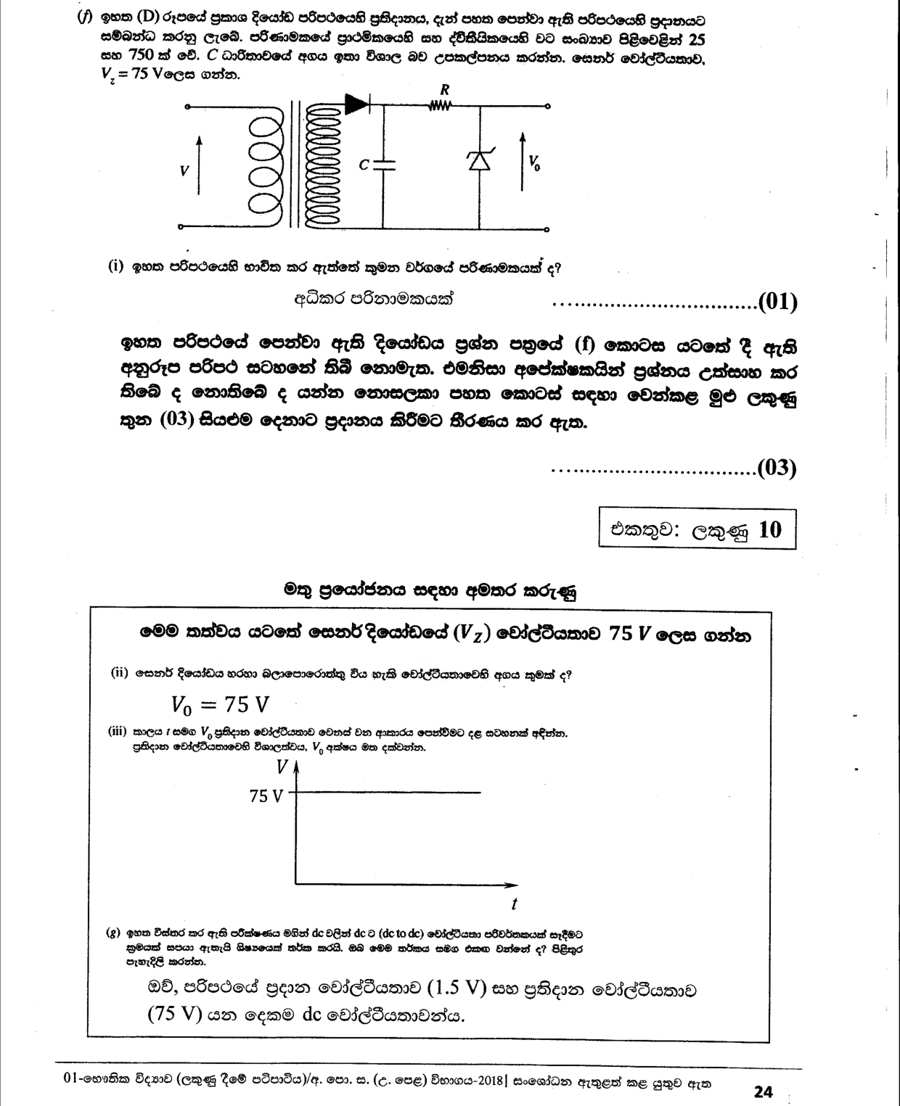 (f) ඉහත (D) රූපයේ ප්‍රකාශ දියෝඩ පරිපථයෙහි ප්‍රතිදානය, දැන් පහත පෙන්වා ඇති පරිපථයෙහි ප්‍රදානයට
සම්බන්ධ කරනු ලැබේ. පරිණාමකයේ ප්‍රාථමිකයෙහි සහ ද්විතීයිකයෙහි වට සංඛ්‍යාව පිළිවෙළින් 25
සහ 750 ක් වේ. C ධාරිතාවයේ අගය ඉතා විශාල බව උපකල්පනය කරන්න. සෙනර් වෝල්ටීයතාව,
Vz = 75 V ලෙස ගන්න.
R
V
C
V0
(i) ඉහත පරිපථයෙහි භාවිත කර ඇත්තේ කුමන වර්ගයේ පරිණාමකයක් ද?
අධිකර පරිනාමකයක් ..................................(01)
ඉහත පරිපථයේ පෙන්වා ඇති දියෝඩය ප්‍රශ්න පත්‍රයේ (f) කොටස යටතේ දී ඇති
අනුරූප පරිපථ සටහනේ තිබී නොමැත. එමනිසා අපේක්ෂකයින් ප්‍රශ්නය උත්සාහ කර
තිබේ ද නොතිබේ ද යන්න නොසලකා පහත කොටස් සඳහා වෙන්කළ මුළු ලකුණු
තුන (03) සියළුම දෙනාට ප්‍රදානය කිරීමට තීරණය කර ඇත.
..................................(03)
එකතුව: ලකුණු 10
මතු ප්‍රයෝජනය සඳහා අමතර කරුණු
මෙම තත්වය යටතේ සෙනර් දියෝඩයේ (VZ) වෝල්ටීයතාව 75 V ලෙස ගන්න
(ii) සෙනර් දියෝඩය හරහා බලාපොරොත්තු විය හැකි වෝල්ටීයතාවෙහි අගය කුමක් ද?
V0 = 75 V
(iii) කාලය t සමග V0 ප්‍රතිදාන වෝල්ටීයතාව වෙනස් වන ආකාරය පෙන්වීමට දළ සටහනක් අඳින්න.
ප්‍රතිදාන වෝල්ටීයතාවෙහි විශාලත්වය, V0 අක්ෂය මත දක්වන්න.
V
75 V
t
(g) ඉහත විස්තර කර ඇති පරීක්ෂණය මගින් dc වලින් dc ට (dc to dc) වෝල්ටීයතා පරිවර්තකයක් සෑදීමට
ක්‍රමයක් සපයා ඇතැයි ශිෂ්‍යයෙක් තර්ක කරයි. ඔබ මෙම තර්කය සමග එකඟ වන්නේ ද? පිළිතුර
පැහැදිලි කරන්න.
ඔව්, පරිපථයේ ප්‍රදාන වෝල්ටීයතාව (1.5 V) සහ ප්‍රතිදාන වෝල්ටීයතාව
(75 V) යන දෙකම dc වෝල්ටීයතාවන්ය.
01-භෞතික විද්‍යාව (ලකුණු දීමේ පටිපාටිය)/අ. පො. ස. (උ. පෙළ) විභාගය-2018| සංශෝධන ඇතුළත් කළ යුතුව ඇත
24